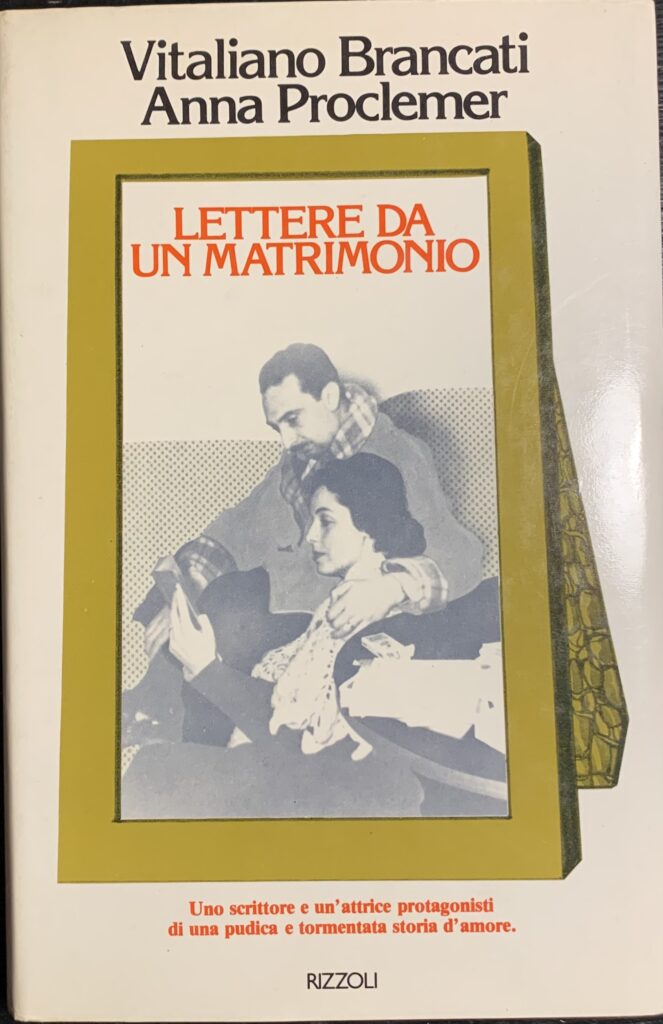 Vitaliano Brancati
Anna Proclemer
LETTERE DA
UN MATRIMONIO
Uno scrittore e un'attrice protagonisti
di una pudica e tormentata storia d'amore.
RIZZOLI